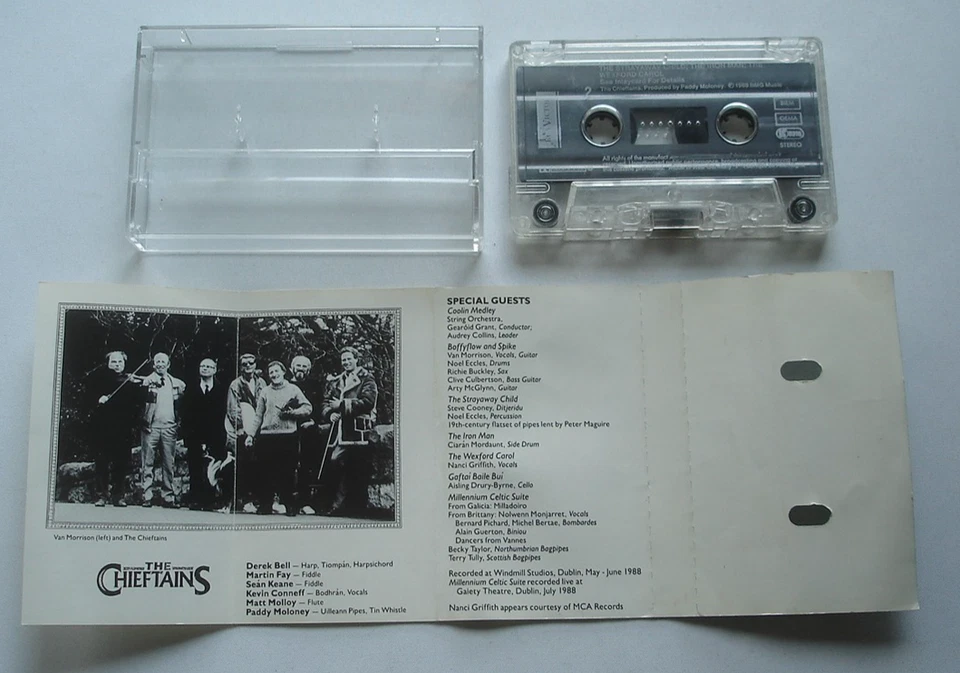 THE STRAYAWAY CHILD, THE IRON MAN, THE
WEXFORD CAROL
See Inlaycard For Details
The Chieftains. Produced by Paddy Moloney.
2
BIEM
GEMA
STEREO
All rights of the manufact
SPECIAL GUESTS
Coolin Medley
String Orchestra,
Gearóid Grant, Conductor;
Audrey Collins, Leader
Boffyflow and Spike
Van Morrison, Vocals, Guitar
Noel Eccles, Drums
Richie Buckley, Sax
Clive Culbertson, Bass Guitar
Arty McGlynn, Guitar
The Strayaway Child
Steve Cooney, Ditjeridu
Noel Eccles, Percussion
19th-century flatset of pipes lent by Peter Maguire
The Iron Man
Ciarán Mordaunt, Side Drum
The Wexford Carol
Nanci Griffith, Vocals
Gaftaí Baile Buí
Aisling Drury-Byrne, Cello
Millennium Celtic Suite
From Galicia: Milladoiro
From Brittany: Nolwenn Monjarret, Vocals
Bernard Pichard, Michel Bertae, Bombardes
Alain Guerton, Biniou
Dancers from Vannes
Becky Taylor, Northumbrian Bagpipes
Terry Tully, Scottish Bagpipes
Recorded at Windmill Studios, Dublin, May - June 1988
Millennium Celtic Suite recorded live at
Gaiety Theatre, Dublin, July 1988
Nanci Griffith appears courtesy of MCA Records
Van Morrison (left) and The Chieftains
THE
CHIEFTAINS
Derek Bell — Harp, Tiompán, Harpsichord
Martin Fay — Fiddle
Seán Keane — Fiddle
Kevin Conneff — Bodhrán, Vocals
Matt Molloy — Flute
Paddy Moloney — Uilleann Pipes, Tin Whistle